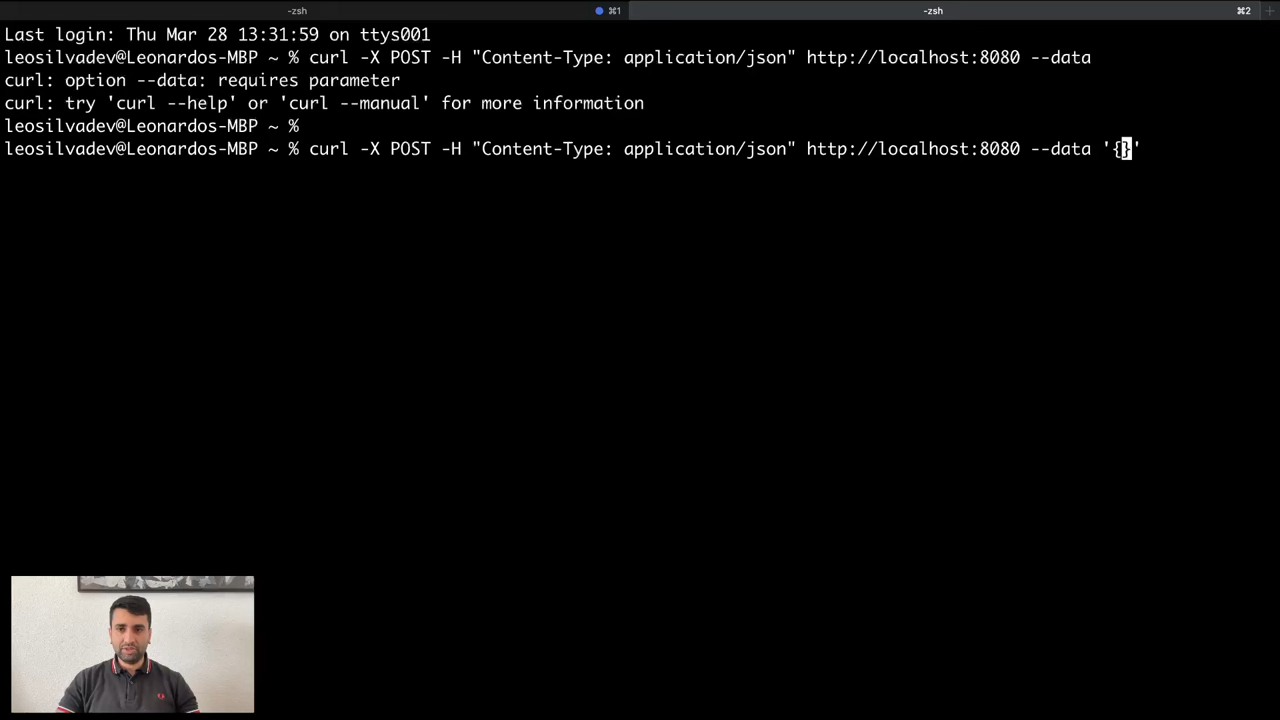 -zsh ⌘1 -zsh ⌘2 +
Last login: Thu Mar 28 13:31:59 on ttys001
leosilvadev@Leonardos-MBP ~ % curl -X POST -H "Content-Type: application/json" http://localhost:8080 --data
curl: option --data: requires parameter
curl: try 'curl --help' or 'curl --manual' for more information
leosilvadev@Leonardos-MBP ~ %
leosilvadev@Leonardos-MBP ~ % curl -X POST -H "Content-Type: application/json" http://localhost:8080 --data '{}'